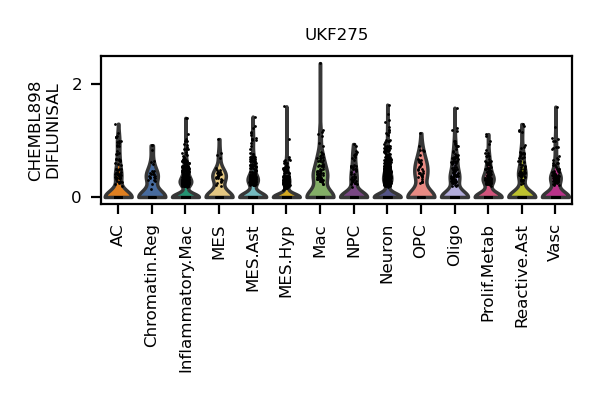 UKF275
CHEMBL898
DIFLUNISAL
2
0
AC
Chromatin.Reg
Inflammatory.Mac
MES
MES.Ast
MES.Hyp
Mac
NPC
Neuron
OPC
Oligo
Prolif.Metab
Reactive.Ast
Vasc